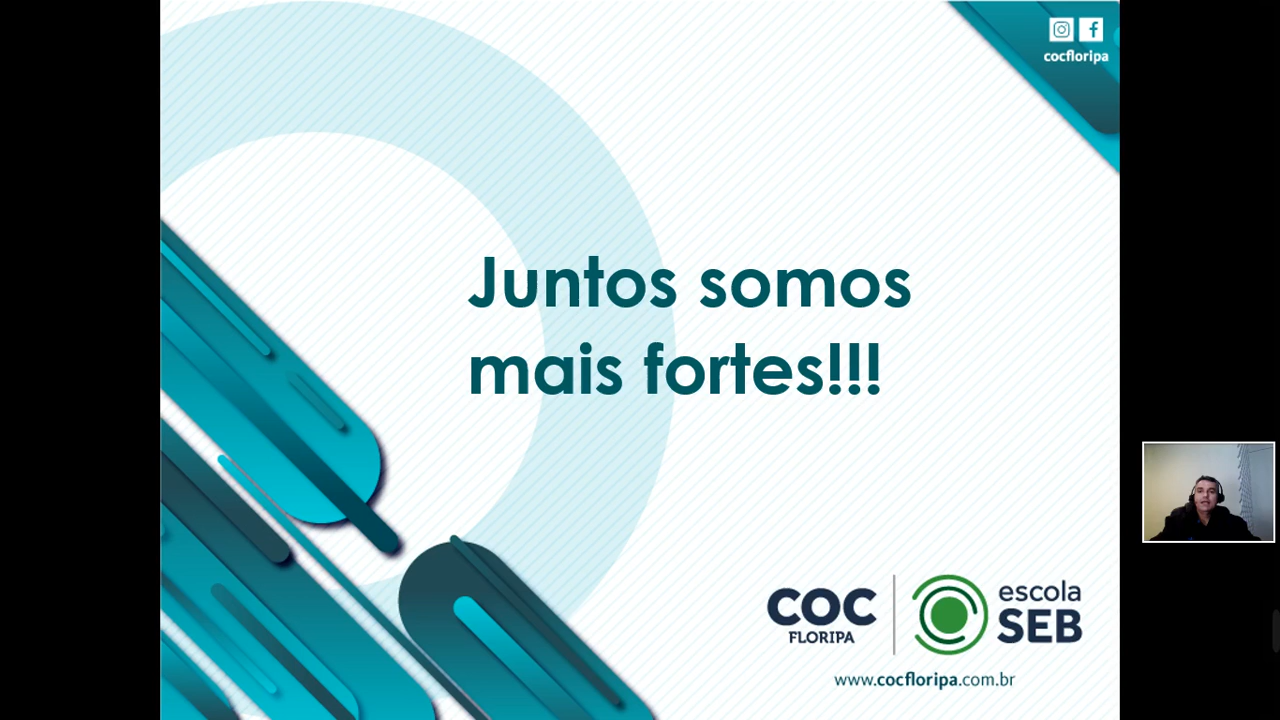 cocfloripa
Juntos somos
mais fortes!!!
COC
FLORIPA
escola
SEB
www.cocfloripa.com.br